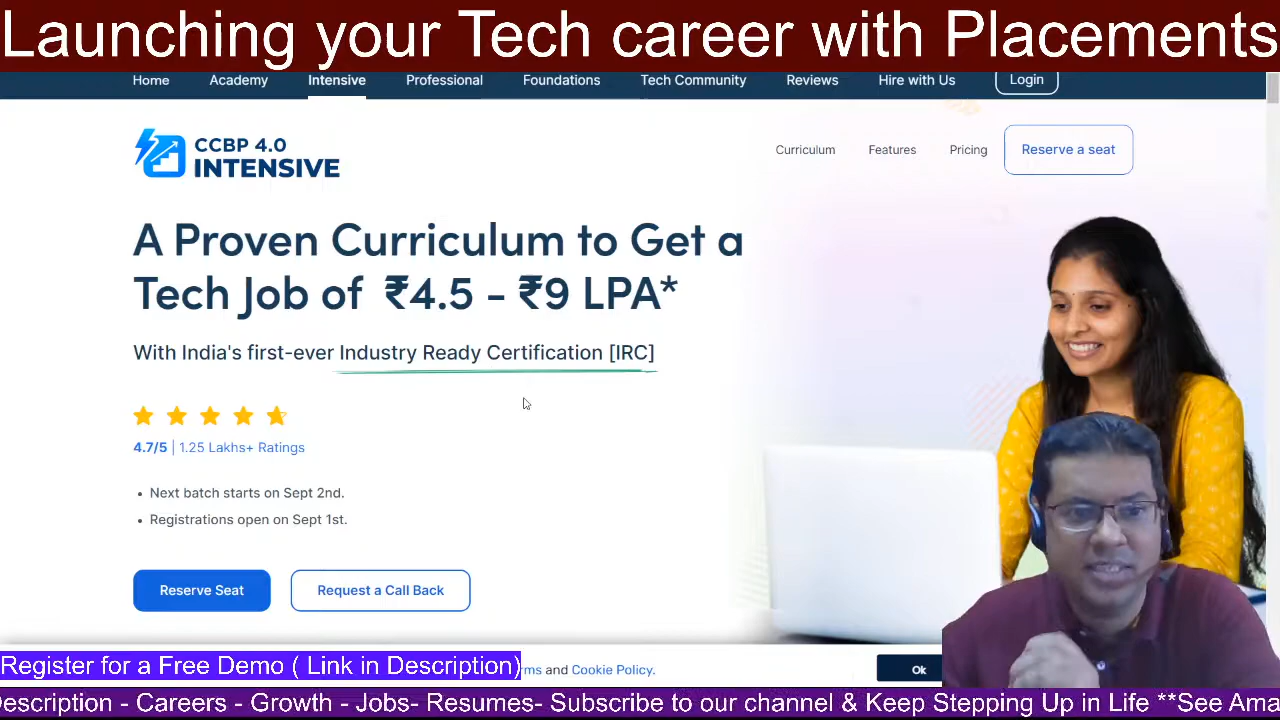 Launching your Tech career with Placements
Home Academy Intensive Professional Foundations Tech Community Reviews Hire with Us Login
CCBP 4.0
INTENSIVE
Curriculum Features Pricing Reserve a seat
A Proven Curriculum to Get a
Tech Job of ₹4.5 - ₹9 LPA*
With India's first-ever Industry Ready Certification [IRC]
4.7/5 | 1.25 Lakhs+ Ratings
• Next batch starts on Sept 2nd.
• Registrations open on Sept 1st.
Reserve Seat Request a Call Back
Register for a Free Demo ( Link in Description) and Cookie Policy. Ok
- Careers - Growth - Jobs- Resumes- Subscribe to our channel & Keep Stepping Up in Life **See